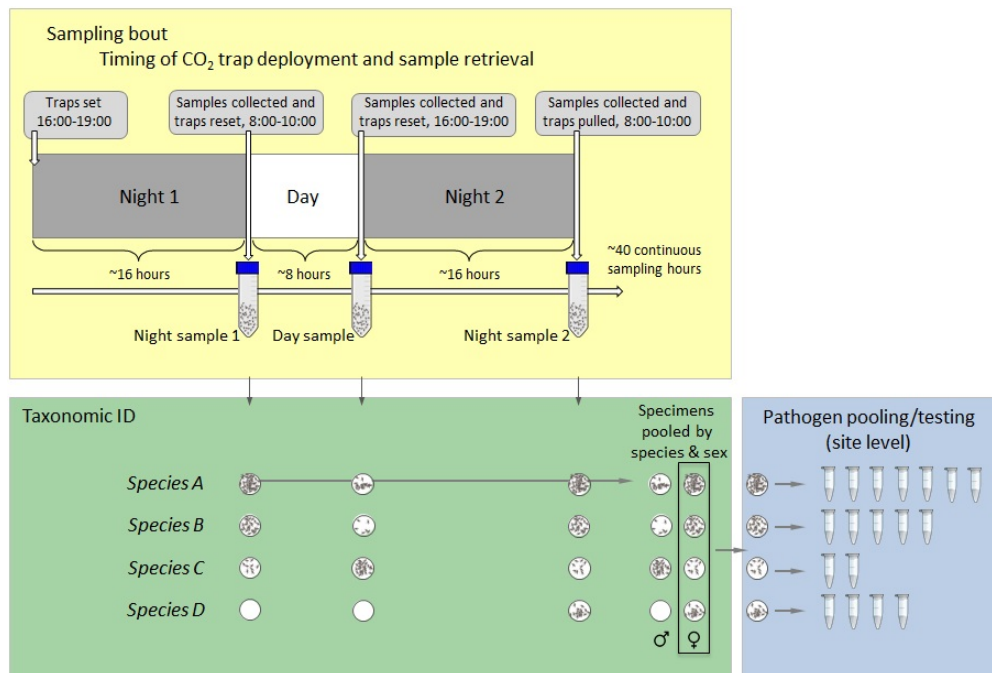 Sampling bout
Timing of CO₂ trap deployment and sample retrieval
Traps set
16:00-19:00
Samples collected and
traps reset, 8:00-10:00
Samples collected and
traps reset, 16:00-19:00
Samples collected and
traps pulled, 8:00-10:00
Night 1
Day
Night 2
~16 hours
~8 hours
~16 hours
~40 continuous
sampling hours
Night sample 1
Day sample
Night sample 2
Taxonomic ID
Specimens
pooled by
species & sex
Species A
Species B
Species C
Species D
♂
♀
Pathogen pooling/testing
(site level)